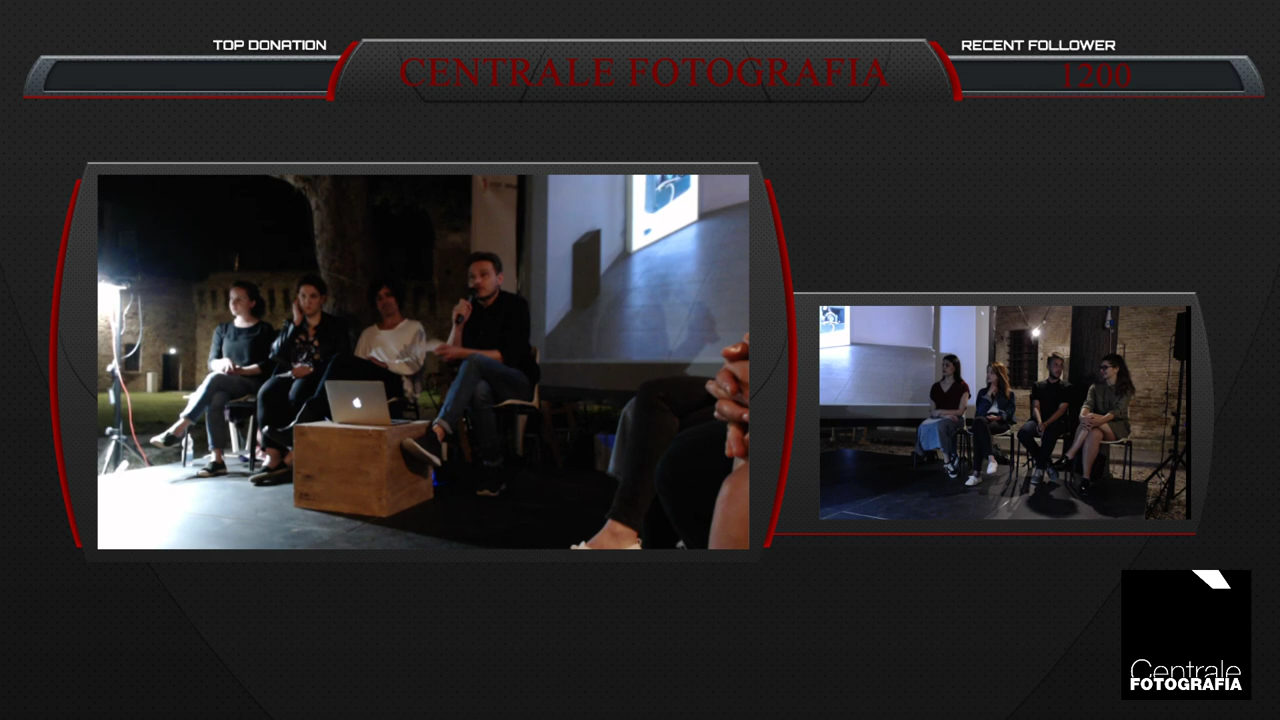 TOP DONATION
CENTRALE FOTOGRAFIA
RECENT FOLLOWER
1200
Centrale
FOTOGRAFIA